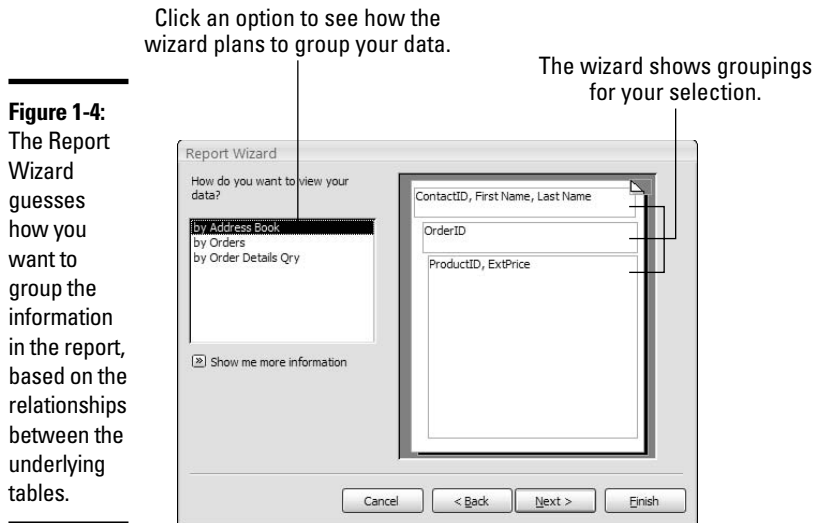 Click an option to see how the
wizard plans to group your data.
The wizard shows groupings
for your selection.
Figure 1-4:
The Report
Wizard
guesses
how you
want to
group the
information
in the report,
based on the
relationships
between the
underlying
tables.
Report Wizard
How do you want to view your
data?
by Address Book
by Orders
by Order Details Qry
Show me more information
ContactID, First Name, Last Name
OrderID
ProductID, ExtPrice
Cancel
< Back
Next >
Finish